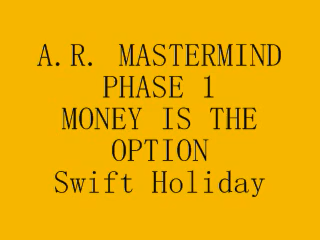 A.R. MASTERMIND
PHASE 1
MONEY IS THE
OPTION
Swift Holiday